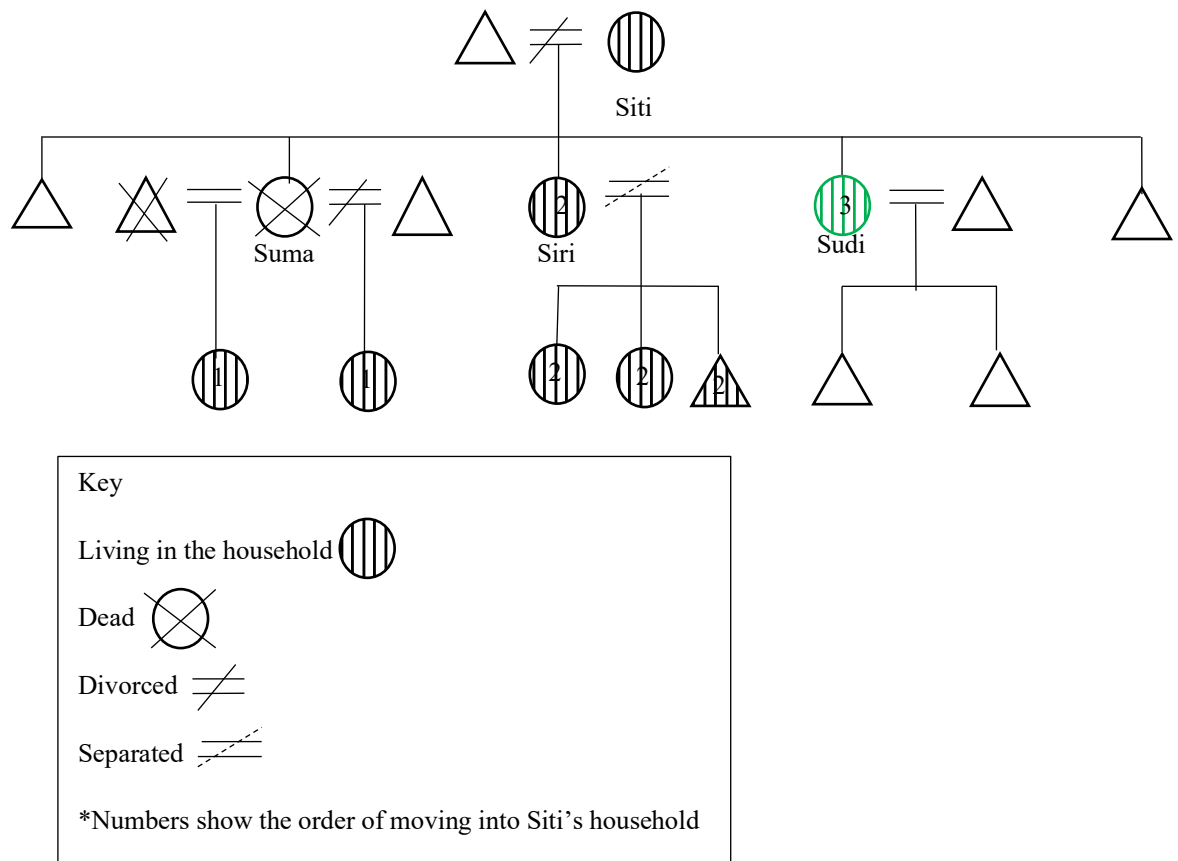 Siti
2
3
Suma
Siri
Sudi
1
1
2
2
2
Key
Living in the household
Dead
Divorced
Separated
*Numbers show the order of moving into Siti’s household